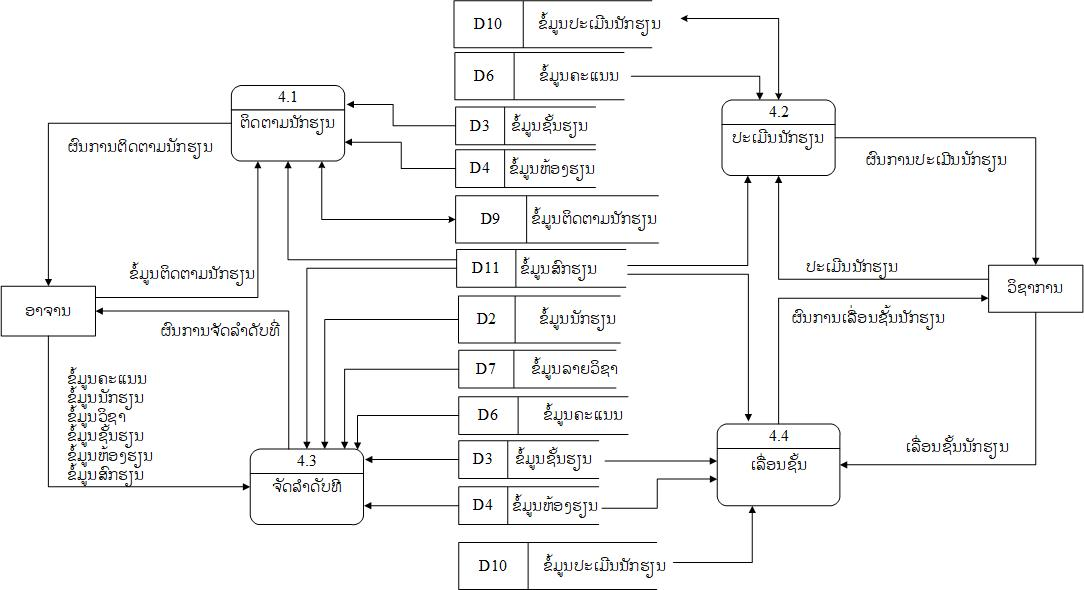 D10 ຂໍ້ມູນປະເມີນນັກຮຽນ
D6 ຂໍ້ມູນຄະແນນ
4.1
ຕິດຕາມນັກຮຽນ
D3 ຂໍ້ມູນຊັ້ນຮຽນ
4.2
ປະເມີນນັກຮຽນ
ຜົນການຕິດຕາມນັກຮຽນ
D4 ຂໍ້ມູນຫ້ອງຮຽນ
ຜົນການປະເມີນນັກຮຽນ
D9 ຂໍ້ມູນຕິດຕາມນັກຮຽນ
ຂໍ້ມູນຕິດຕາມນັກຮຽນ
D11 ຂໍ້ມູນສົກຮຽນ
ປະເມີນນັກຮຽນ
ອາຈານ
ວິຊາການ
ຜົນການຈັດລຳດັບທີ່
D2 ຂໍ້ມູນນັກຮຽນ
ຜົນການເລື່ອນຊັ້ນນັກຮຽນ
D7 ຂໍ້ມູນລາຍວິຊາ
ຂໍ້ມູນຄະແນນ
ຂໍ້ມູນນັກຮຽນ
ຂໍ້ມູນວິຊາ
ຂໍ້ມູນຊັ້ນຮຽນ
ຂໍ້ມູນຫ້ອງຮຽນ
ຂໍ້ມູນສົກຮຽນ
D6 ຂໍ້ມູນຄະແນນ
4.3
ຈັດລຳດັບທີ
D3 ຂໍ້ມູນຊັ້ນຮຽນ
4.4
ເລື່ອນຊັ້ນ
ເລື່ອນຊັ້ນນັກຮຽນ
D4 ຂໍ້ມູນຫ້ອງຮຽນ
D10 ຂໍ້ມູນປະເມີນນັກຮຽນ